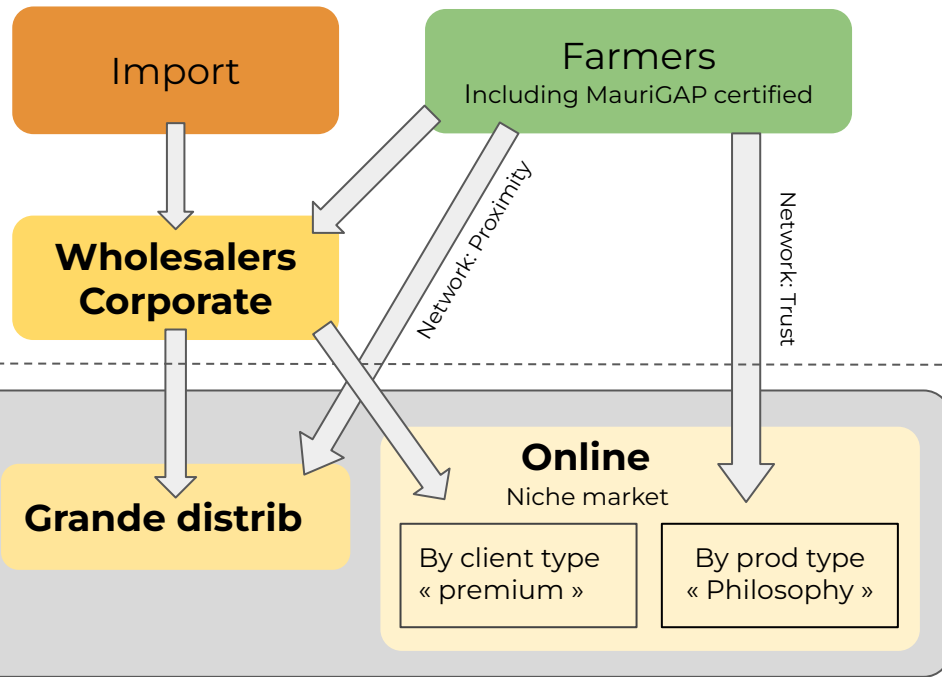 Import
Farmers
Including MauriGAP certified
Network: Proximity
Network: Trust
Wholesalers
Corporate
Online
Niche market
Grande distrib
By client type
« premium »
By prod type
« Philosophy »